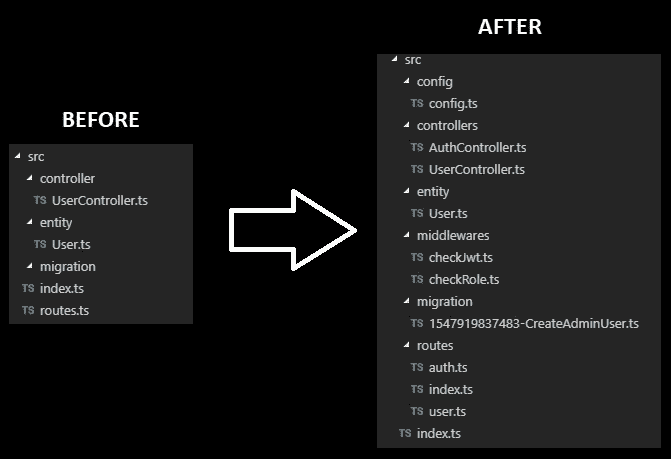 BEFORE
src
controller
TS UserController.ts
entity
TS User.ts
migration
TS index.ts
TS routes.ts
AFTER
src
config
TS config.ts
controllers
TS AuthController.ts
TS UserController.ts
entity
TS User.ts
middlewares
TS checkJwt.ts
TS checkRole.ts
migration
TS 1547919837483-CreateAdminUser.ts
routes
TS auth.ts
TS index.ts
TS user.ts
TS index.ts